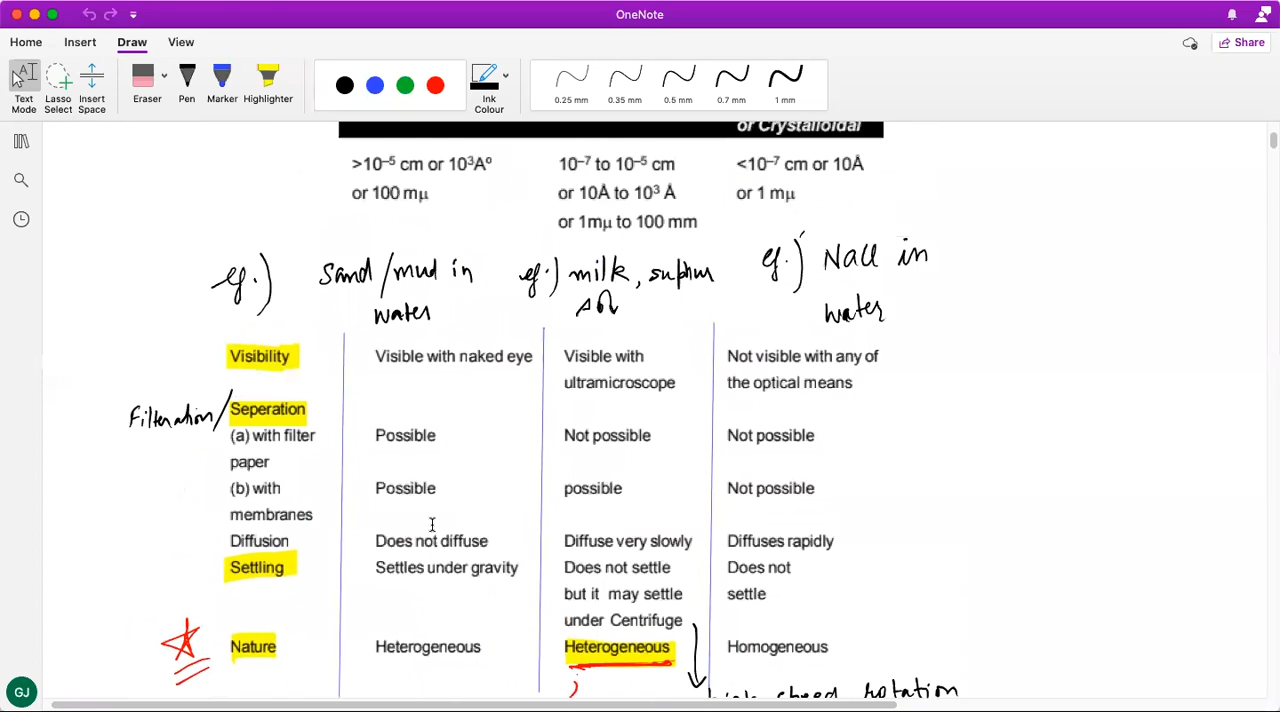 OneNote
Home Insert Draw View Share
Text Mode Lasso Select Insert Space Eraser Pen Marker Highlighter Ink Colour 0.25 mm 0.35 mm 0.5 mm 0.7 mm 1 mm
or Crystalloidal
>10–5 cm or 10³Aº 10–7 to 10–5 cm <10–7 cm or 10Å
or 100 mμ or 10Å to 10³ Å or 1 mμ
or 1mμ to 100 mm
eg.) Sand/mud in eg.) milk, sulphur eg.) NaCl in
water sol water
Visibility Visible with naked eye Visible with Not visible with any of
ultramicroscope the optical means
Filteration/ Seperation
(a) with filter Possible Not possible Not possible
paper
(b) with Possible possible Not possible
membranes
Diffusion Does not diffuse Diffuse very slowly Diffuses rapidly
Settling Settles under gravity Does not settle Does not
but it may settle settle
under Centrifuge
Nature Heterogeneous Heterogeneous Homogeneous
speed rotation
GJ